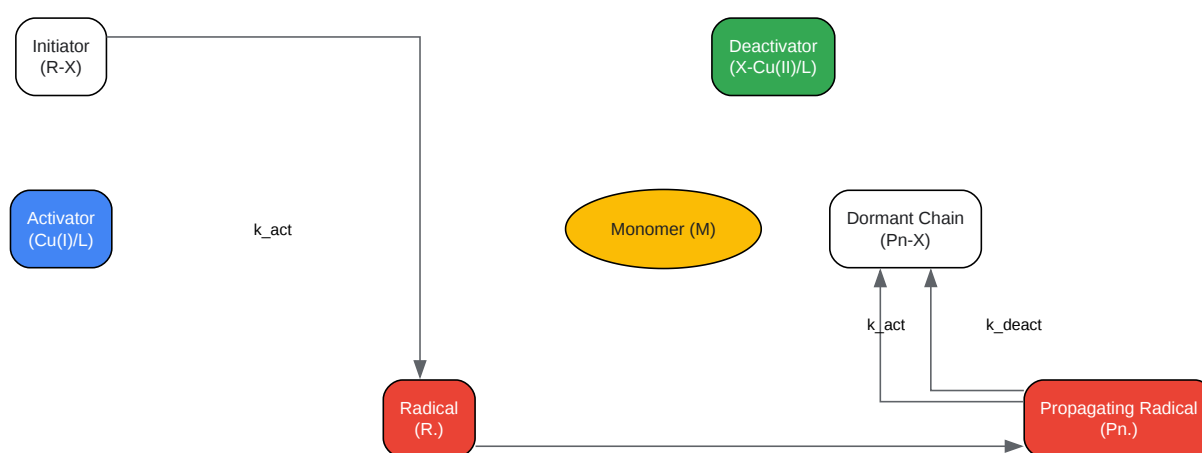 Initiator
(R-X)
Deactivator
(X-Cu(II)/L)
Activator
(Cu(I)/L)
k_act
Monomer (M)
Dormant Chain
(Pn-X)
k_act
k_deact
Radical
(R.)
Propagating Radical
(Pn.)